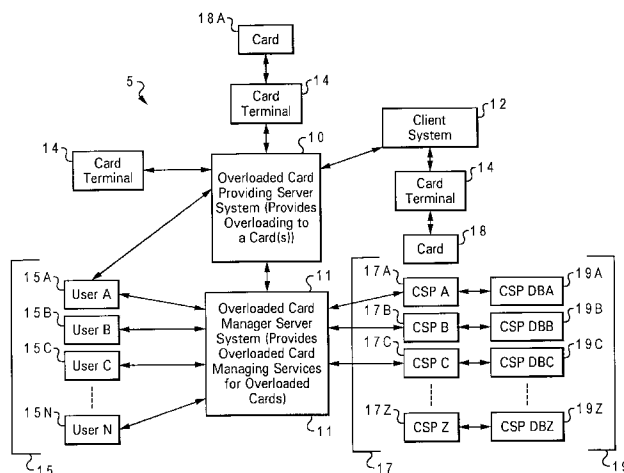 18A
Card
5
14
Card
Terminal
14
Card
Terminal
10
Overloaded Card
Providing Server
System (Provides
Overloading to
a Card(s))
12
Client
System
14
Card
Terminal
18
Card
15A
User A
15B
User B
15C
User C
15N
User N
15
11
Overloaded Card
Manager Server
System (Provides
Overloaded Card
Managing Services
for Overloaded
Cards)
11
17A
CSP A
19A
CSP DBA
17B
CSP B
19B
CSP DBB
17C
CSP C
19C
CSP DBC
17Z
CSP Z
19Z
CSP DBZ
17
19